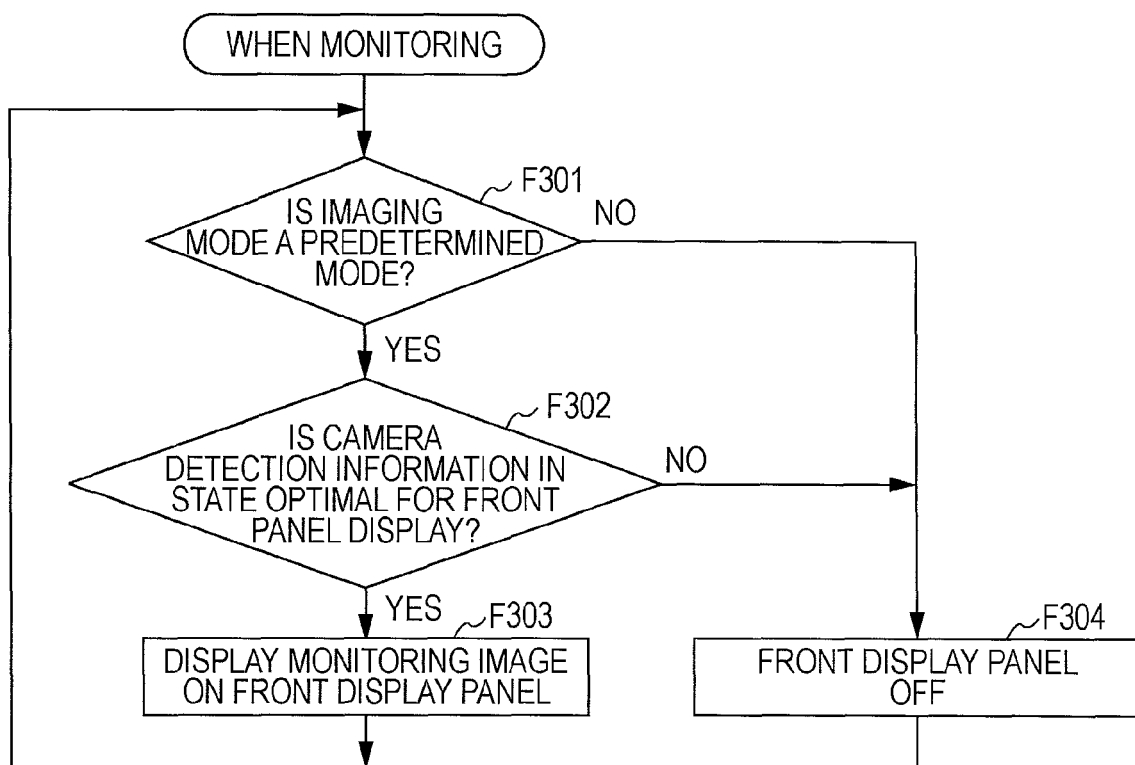 WHEN MONITORING
F301
IS IMAGING
MODE A PREDETERMINED
MODE?
NO
YES
F302
IS CAMERA
DETECTION INFORMATION IN
STATE OPTIMAL FOR FRONT
PANEL DISPLAY?
NO
YES
F303
DISPLAY MONITORING IMAGE
ON FRONT DISPLAY PANEL
F304
FRONT DISPLAY PANEL
OFF